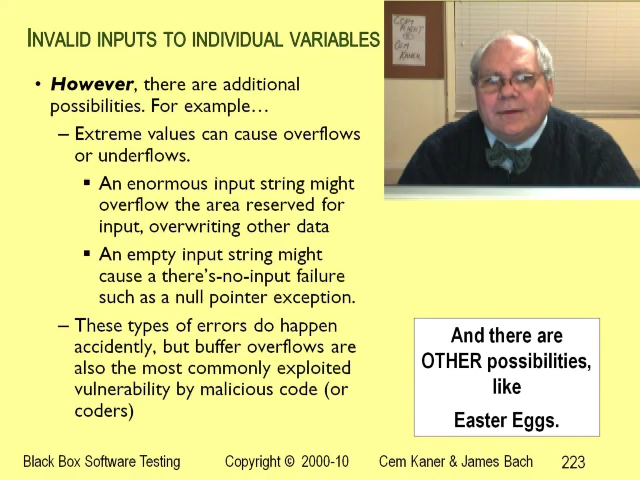 INVALID INPUTS TO INDIVIDUAL VARIABLES
• However, there are additional
possibilities. For example…
– Extreme values can cause overflows
or underflows.
▪ An enormous input string might
overflow the area reserved for
input, overwriting other data
▪ An empty input string might
cause a there's-no-input failure
such as a null pointer exception.
– These types of errors do happen
accidently, but buffer overflows are
also the most commonly exploited
vulnerability by malicious code (or
coders)
COPYRIGHT
©
CEM
KANER
And there are
OTHER possibilities,
like
Easter Eggs.
Black Box Software Testing Copyright © 2000-10 Cem Kaner & James Bach 223